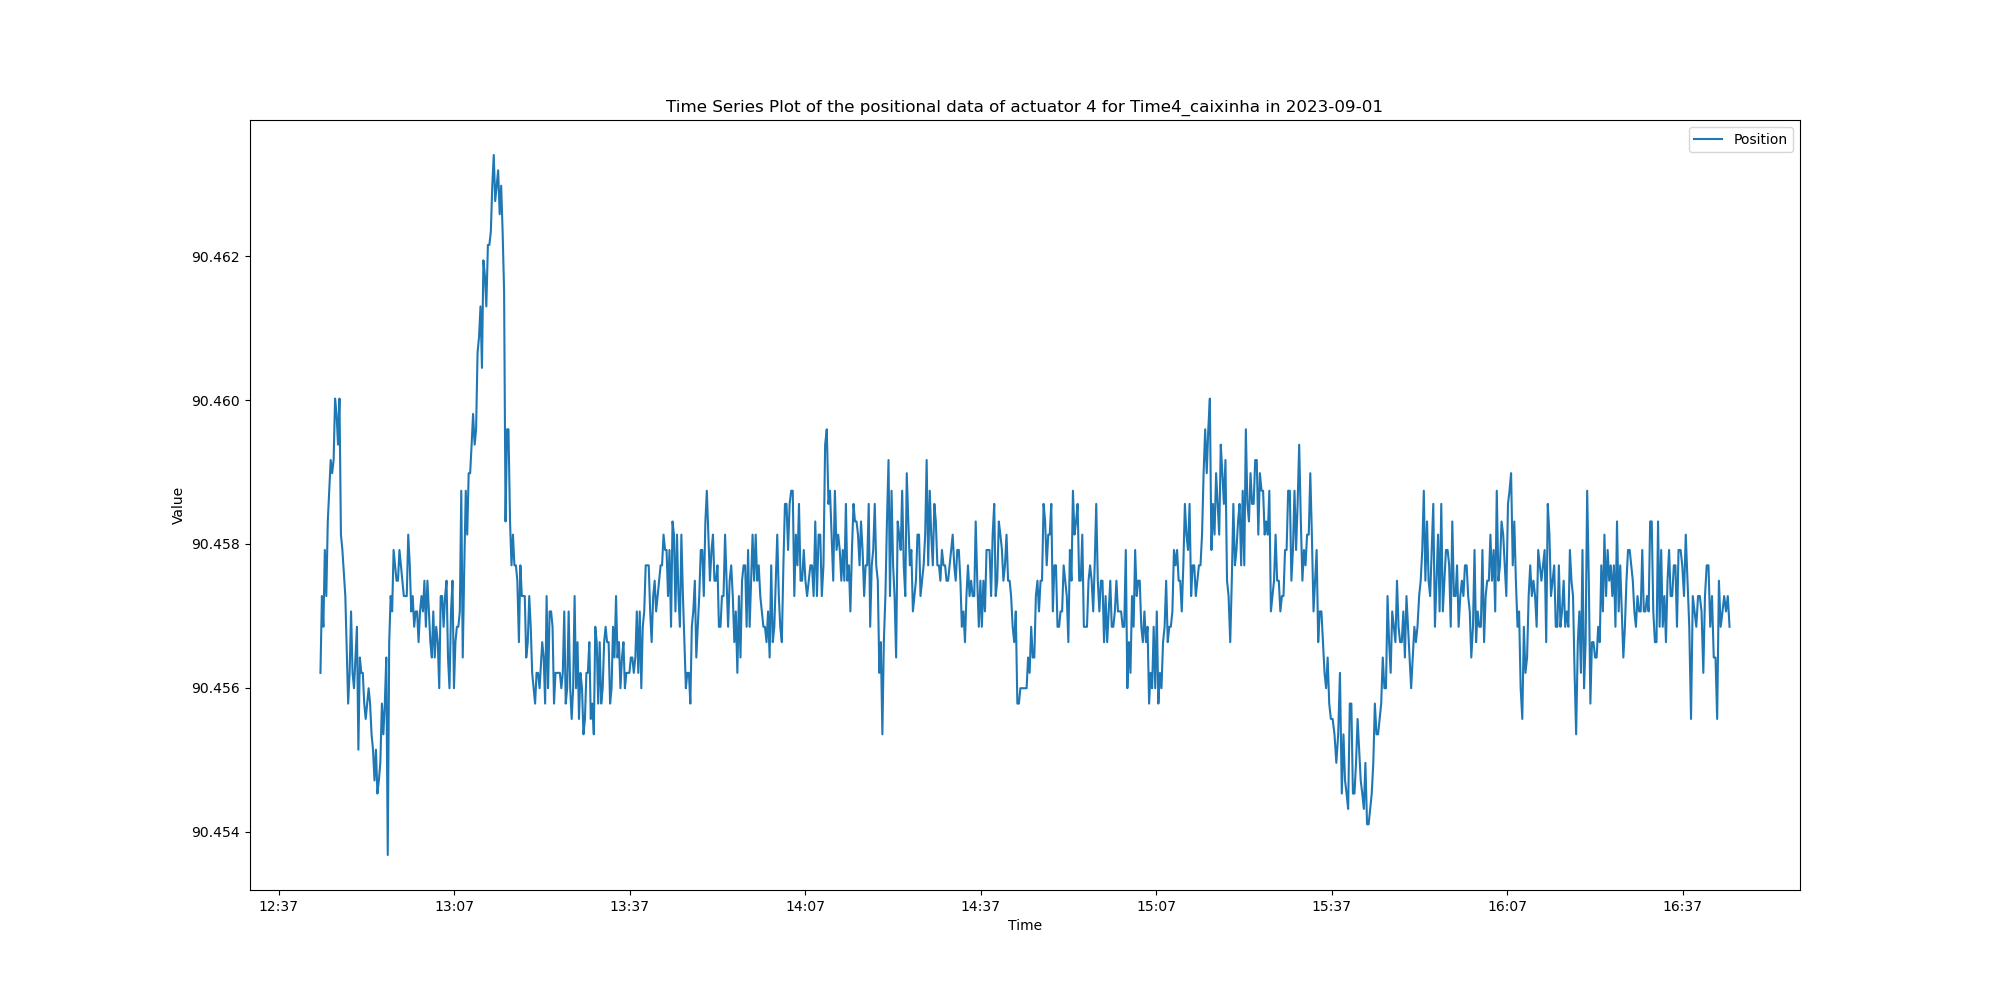 Time Series Plot of the positional data of actuator 4 for Time4_caixinha in 2023-09-01
Position
Value
90.462
90.460
90.458
90.456
90.454
12:37 13:07 13:37 14:07 14:37 15:07 15:37 16:07 16:37
Time